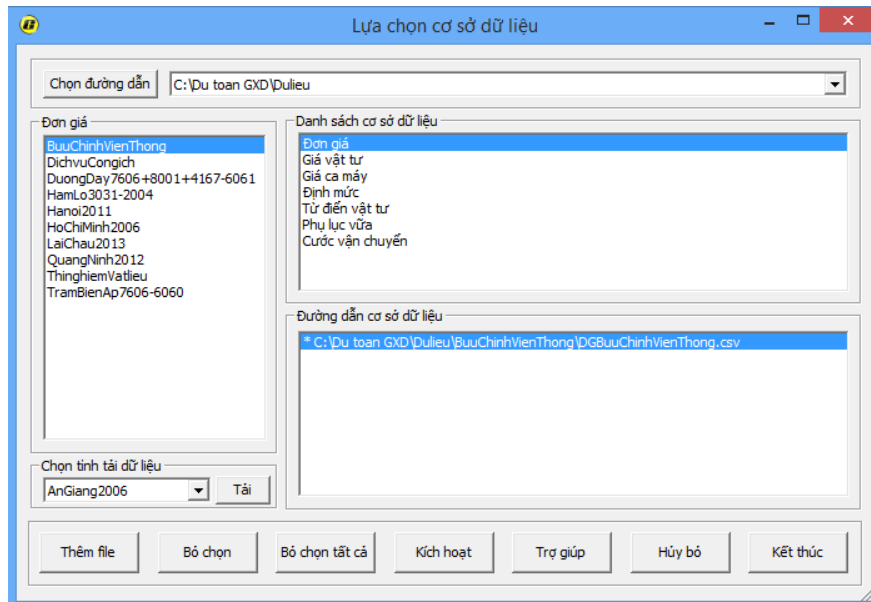 Lựa chọn cơ sở dữ liệu
Chọn đường dẫn
C:\Du toan GXD\Dulieu
Đơn giá
BuuChinhVienThong
DichvuCongich
DuongDay7606+8001+4167-6061
HamLo3031-2004
Hanoi2011
HoChiMinh2006
LaiChau2013
QuangNinh2012
ThinghiemVatlieu
TramBienAp7606-6060
Chọn tỉnh tải dữ liệu
AnGiang2006
Tải
Danh sách cơ sở dữ liệu
Đơn giá
Giá vật tư
Giá ca máy
Định mức
Từ điển vật tư
Phụ lục vữa
Cước vận chuyển
Đường dẫn cơ sở dữ liệu
* C:\Du toan GXD\Dulieu\BuuChinhVienThong\DGBuuChinhVienThong.csv
Thêm file
Bỏ chọn
Bỏ chọn tất cả
Kích hoạt
Trợ giúp
Hủy bỏ
Kết thúc